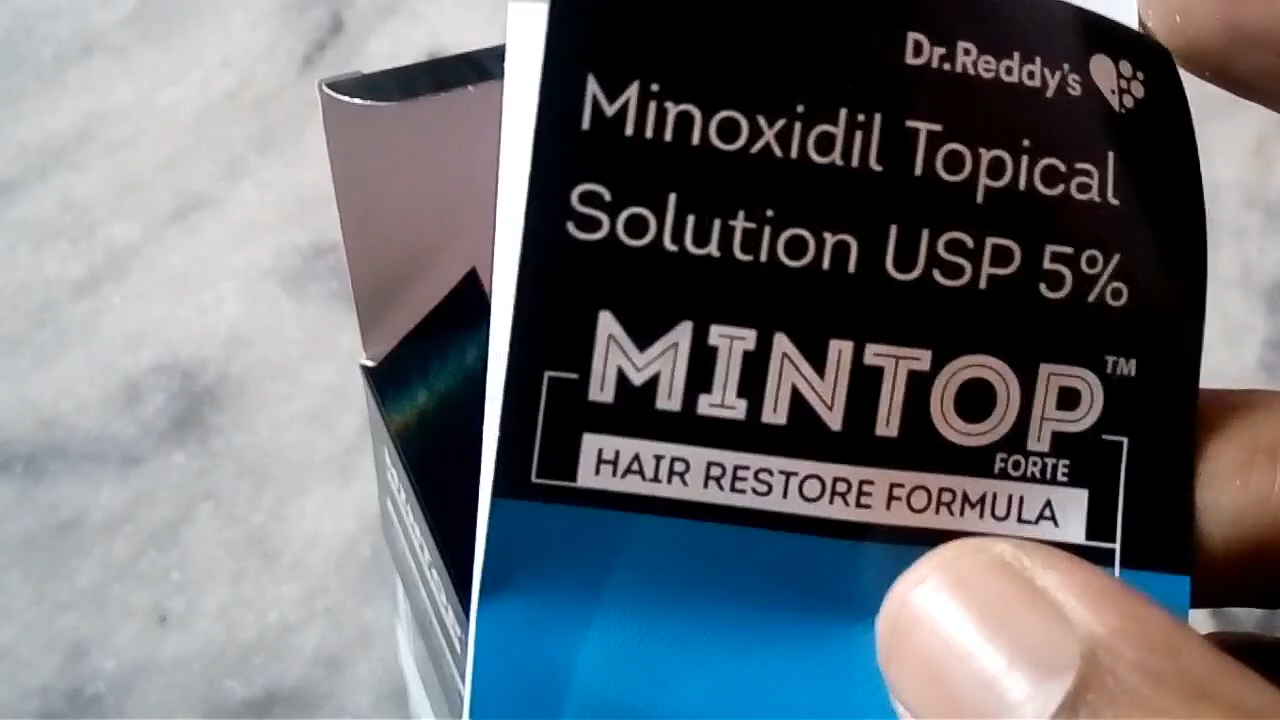 Dr.Reddy's
Minoxidil Topical
Solution USP 5%
MINTOP™
FORTE
HAIR RESTORE FORMULA